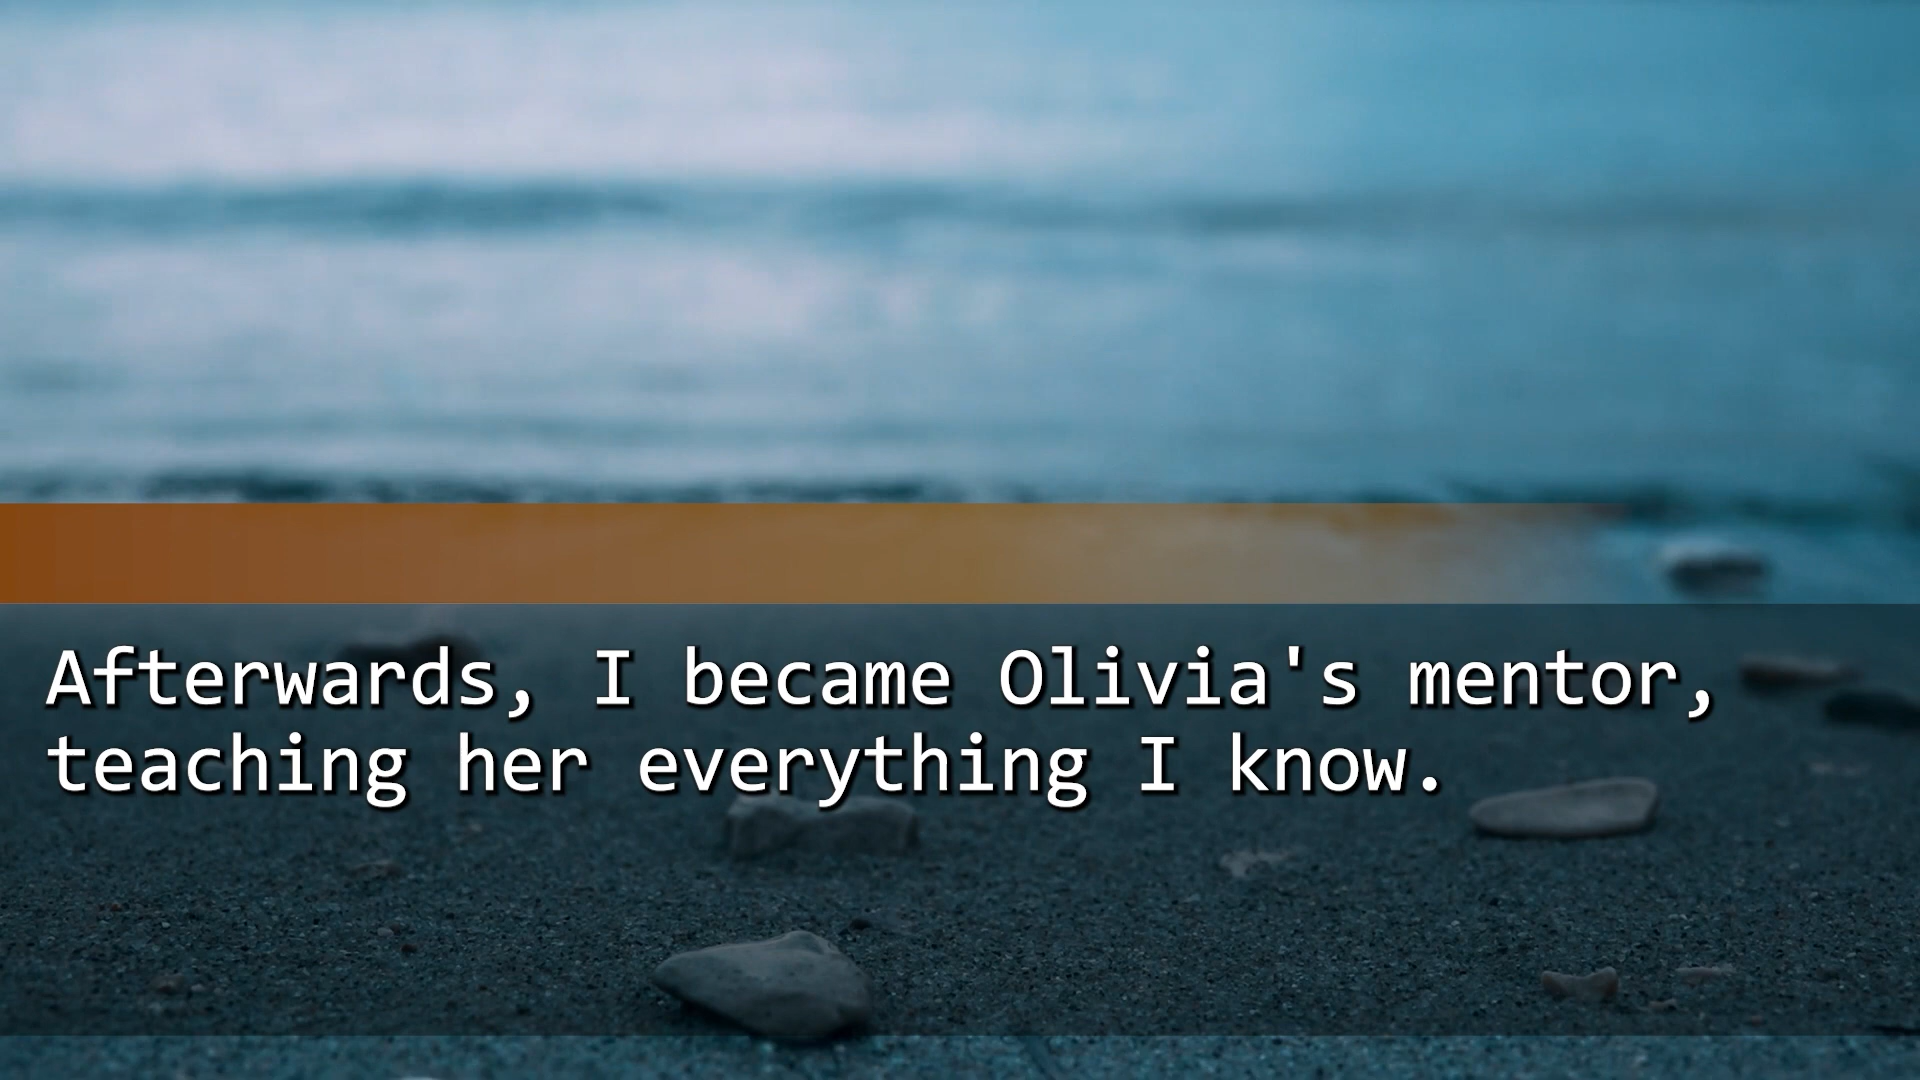 Afterwards, I became Olivia's mentor,
teaching her everything I know.